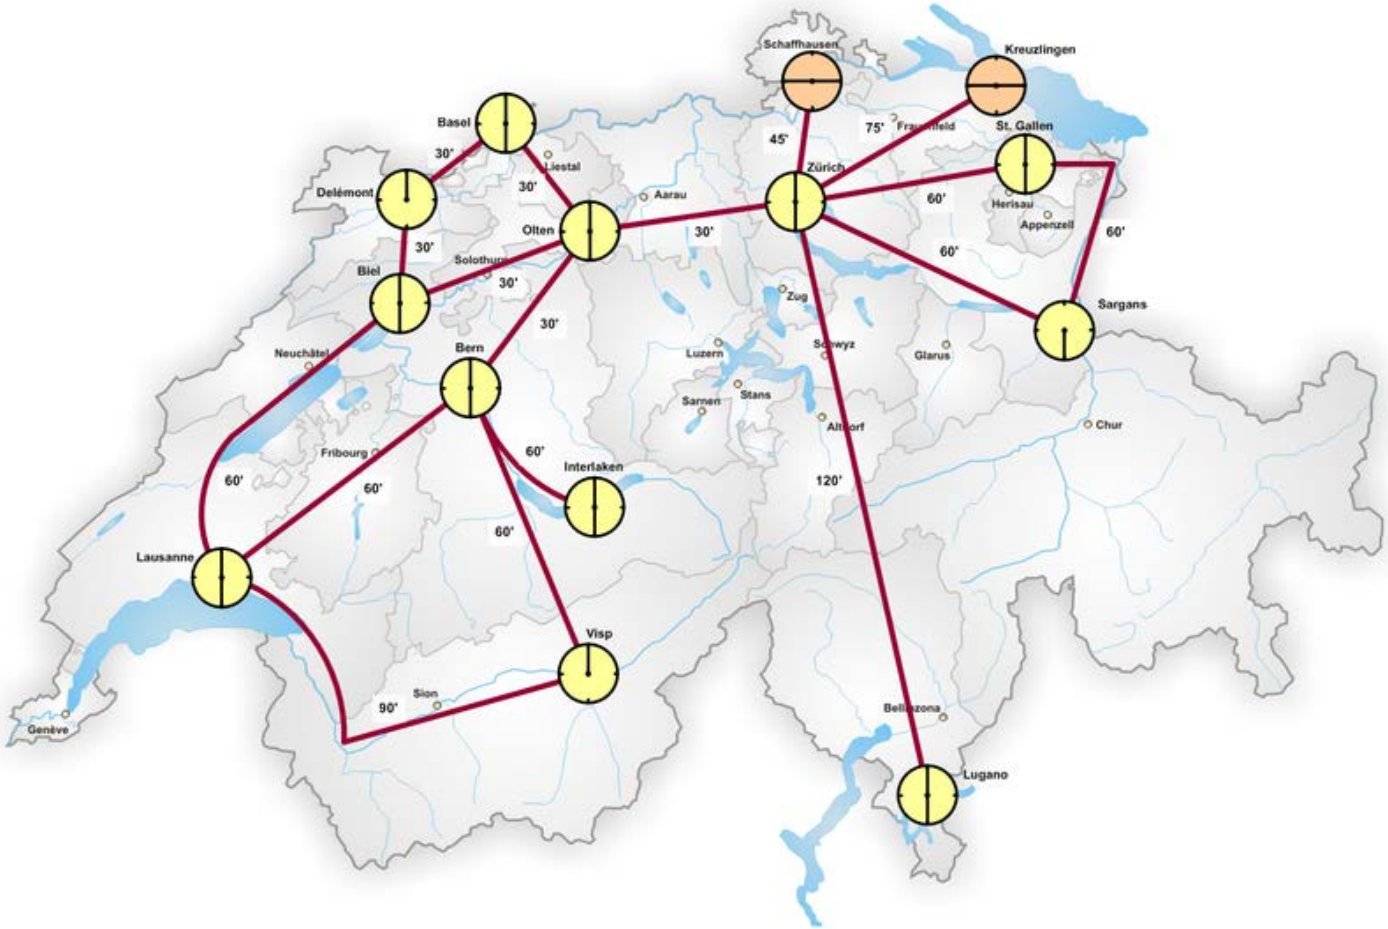 Schaffhausen
Kreuzlingen
Basel
45'
75'
Frauenfeld
St. Gallen
30'
Liestal
Zürich
Delémont
30'
Aarau
60'
Herisau
Appenzell
Olten
30'
60'
30'
60'
Solothurn
Biel
30'
Zug
Sargans
30'
Neuchâtel
Bern
Luzern
Schwyz
Glarus
Stans
Sarnen
Altdorf
Chur
Fribourg
60'
Interlaken
60'
60'
120'
60'
Lausanne
Visp
Sion
90'
Bellinzona
Genève
Lugano